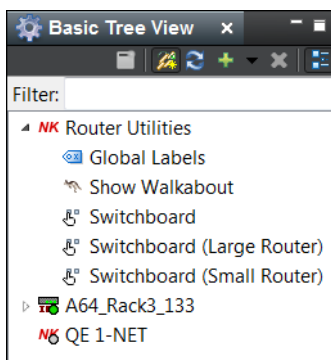 Basic Tree View
Filter:
NK Router Utilities
Global Labels
Show Walkabout
Switchboard
Switchboard (Large Router)
Switchboard (Small Router)
A64_Rack3_133
NK QE 1-NET